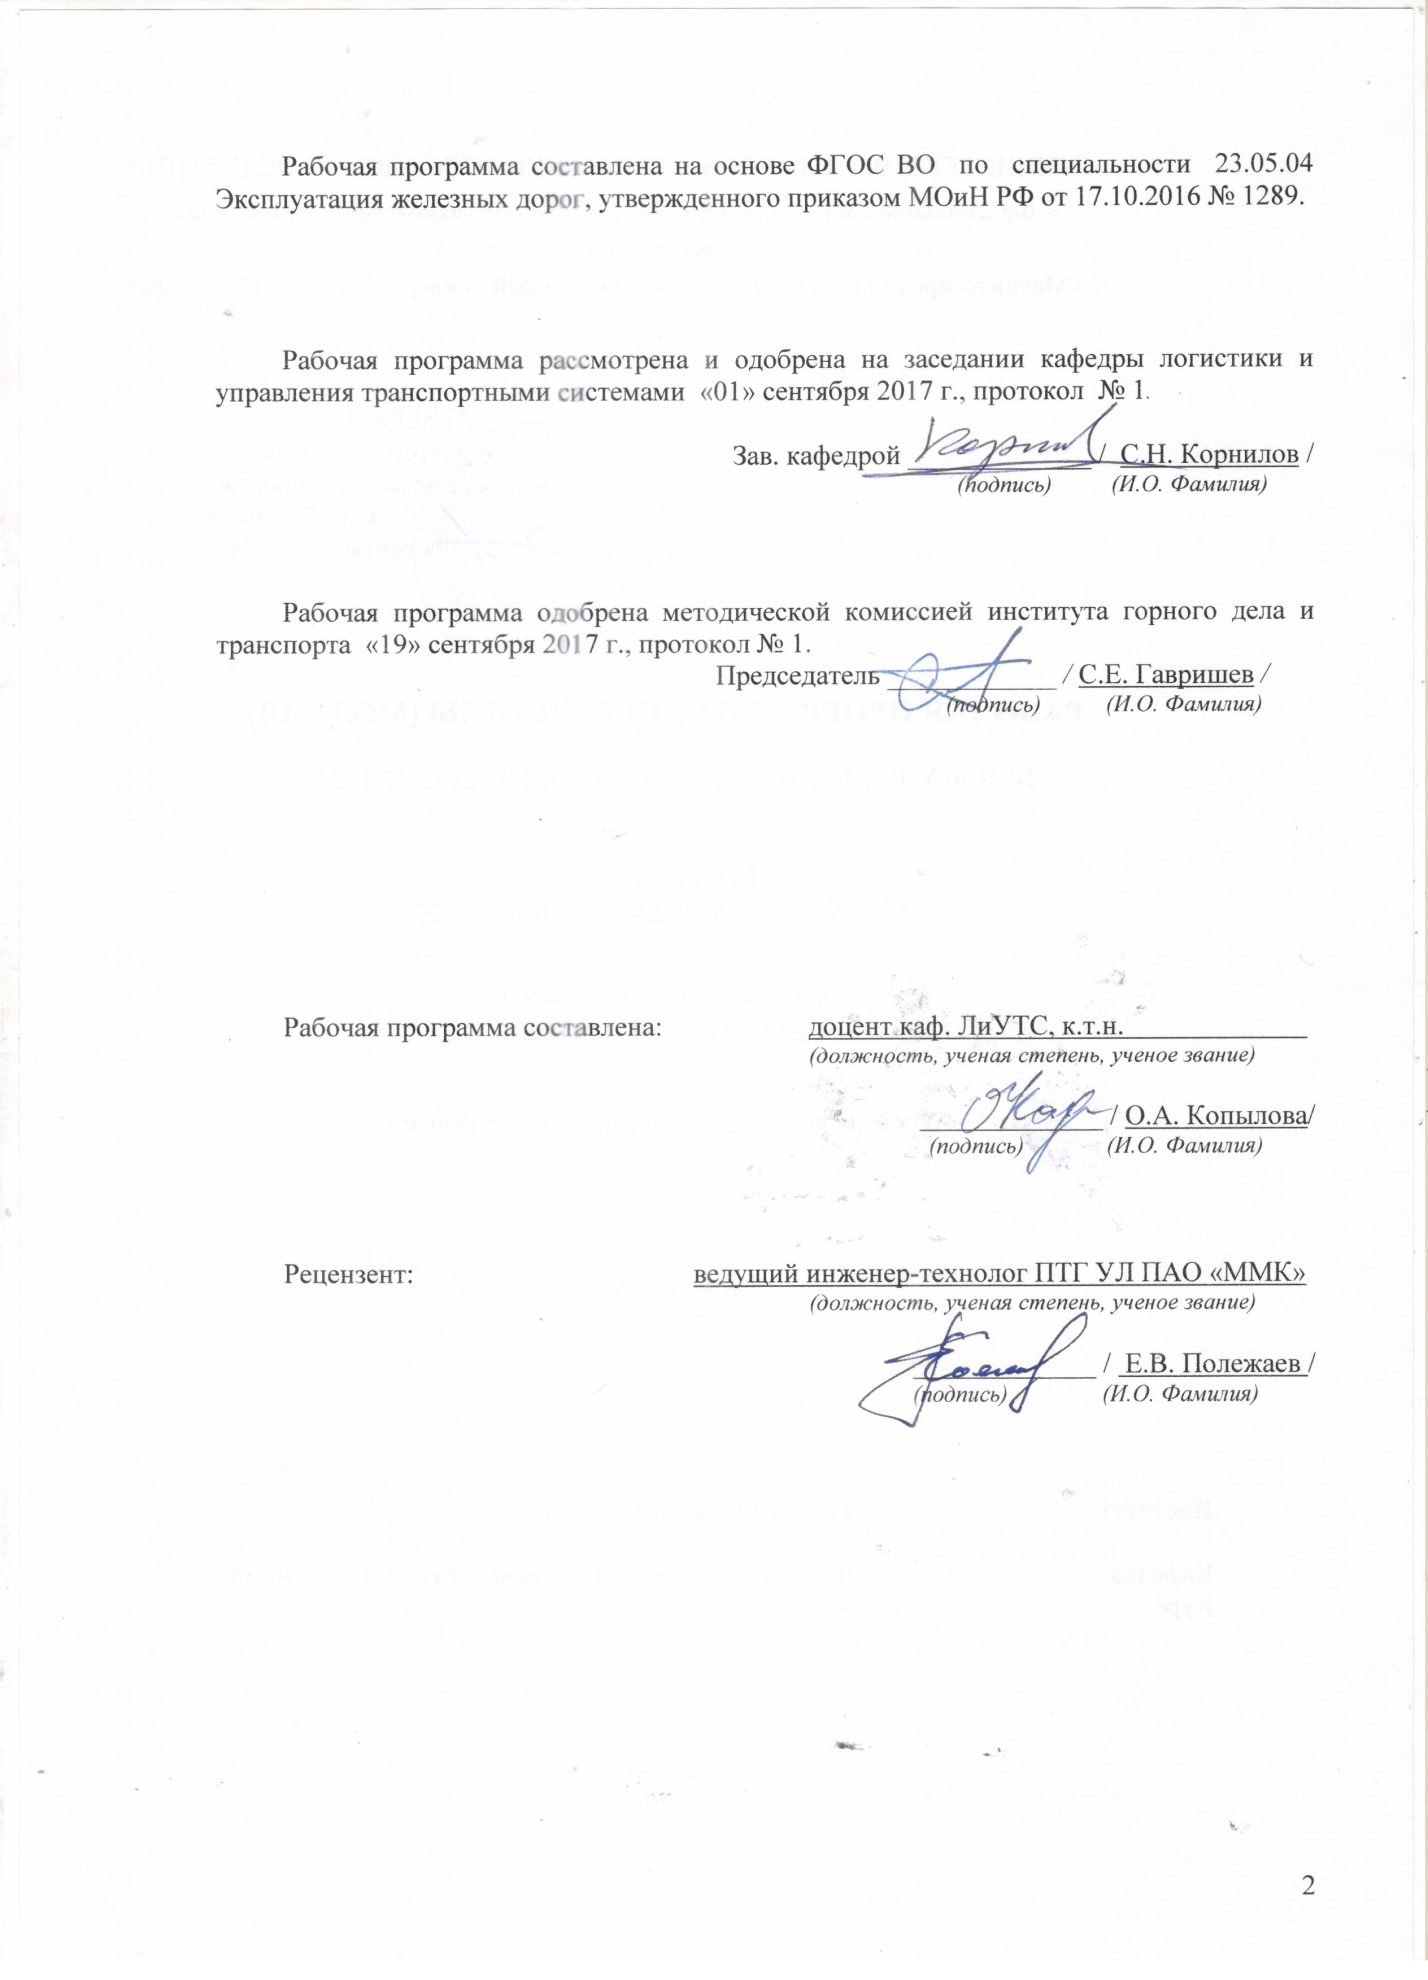 Рабочая программа составлена на основе ФГОС ВО по специальности 23.05.04
Эксплуатация железных дорог, утвержденного приказом МОиН РФ от 17.10.2016 № 1289.
Рабочая программа рассмотрена и одобрена на заседании кафедры логистики и
управления транспортными системами «01» сентября 2017 г., протокол № 1.
Зав. кафедрой _____________ / С.Н. Корнилов /
(подпись) (И.О. Фамилия)
Рабочая программа одобрена методической комиссией института горного дела и
транспорта «19» сентября 2017 г., протокол № 1.
Председатель ____________ / С.Е. Гавришев /
(подпись) (И.О. Фамилия)
Рабочая программа составлена: доцент каф. ЛиУТС, к.т.н.
(должность, ученая степень, ученое звание)
_____________ / О.А. Копылова/
(подпись) (И.О. Фамилия)
Рецензент: ведущий инженер-технолог ПТГ УЛ ПАО «ММК»
(должность, ученая степень, ученое звание)
_____________ / Е.В. Полежаев /
(подпись) (И.О. Фамилия)
2